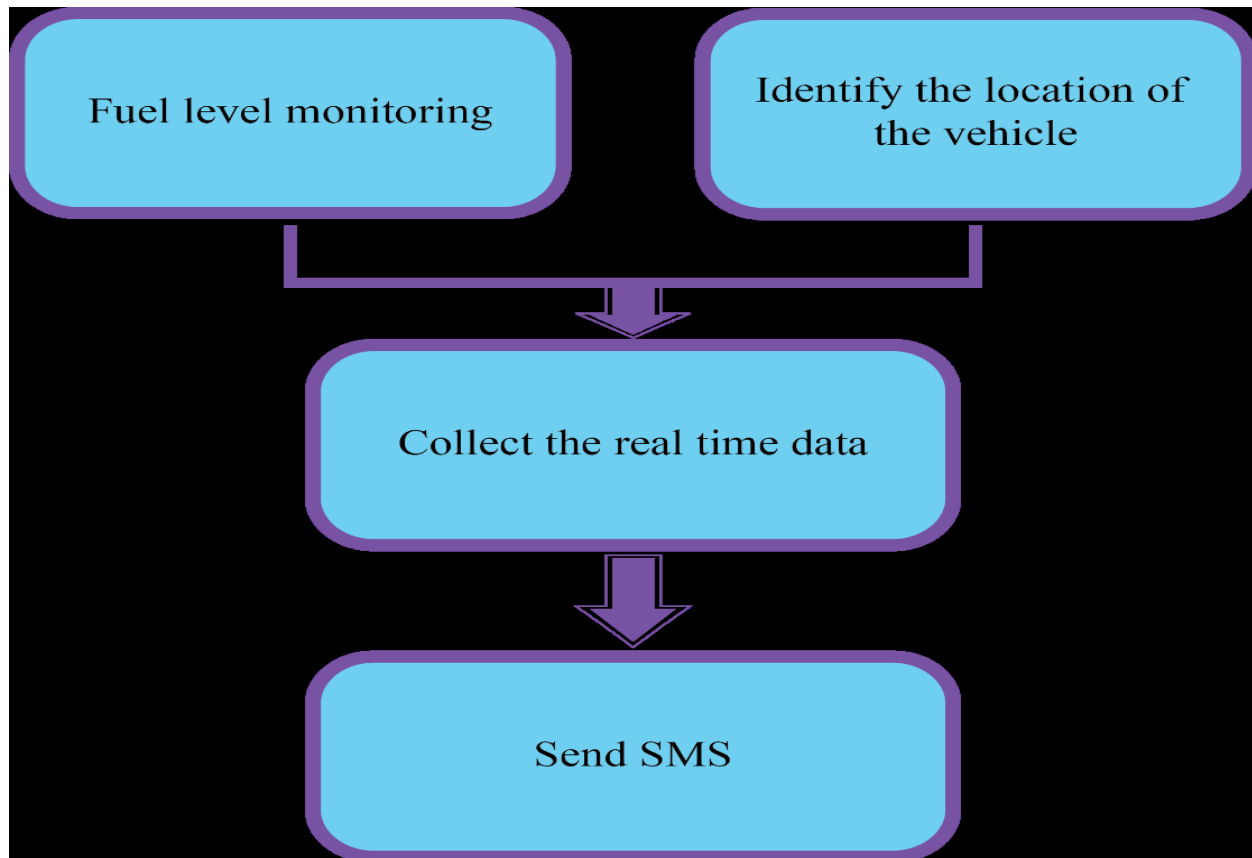 Fuel level monitoring
Identify the location of
the vehicle
Collect the real time data
Send SMS